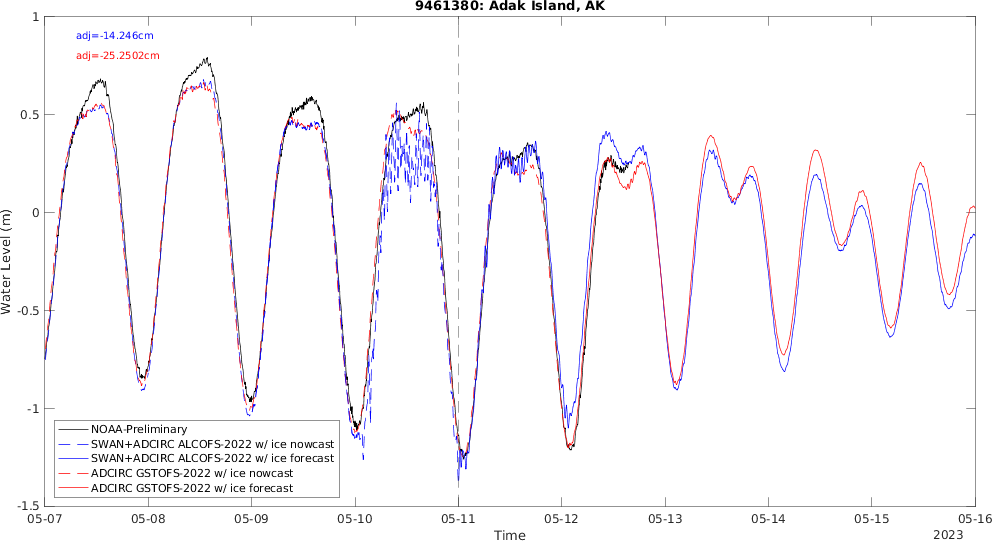 9461380: Adak Island, AK
adj=-14.246cm
adj=-25.2502cm
1
0.5
0
-0.5
-1
-1.5
Water Level (m)
NOAA-Preliminary
SWAN+ADCIRC ALCOFS-2022 w/ ice nowcast
SWAN+ADCIRC ALCOFS-2022 w/ ice forecast
ADCIRC GSTOFS-2022 w/ ice nowcast
ADCIRC GSTOFS-2022 w/ ice forecast
05-07 05-08 05-09 05-10 05-11 05-12 05-13 05-14 05-15 05-16
Time
2023